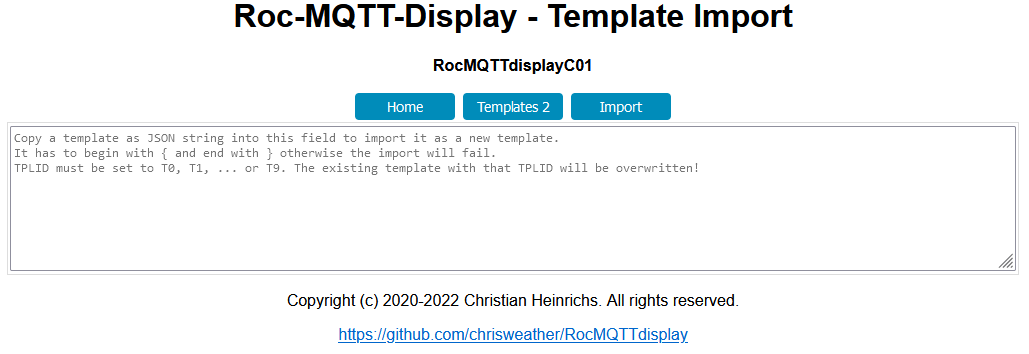 Roc-MQTT-Display - Template Import
RocMQTTdisplayC01
Home Templates 2 Import
Copy a template as JSON string into this field to import it as a new template.
It has to begin with { and end with } otherwise the import will fail.
TPLID must be set to T0, T1, ... or T9. The existing template with that TPLID will be overwritten!
Copyright (c) 2020-2022 Christian Heinrichs. All rights reserved.
https://github.com/chrisweather/RocMQTTdisplay